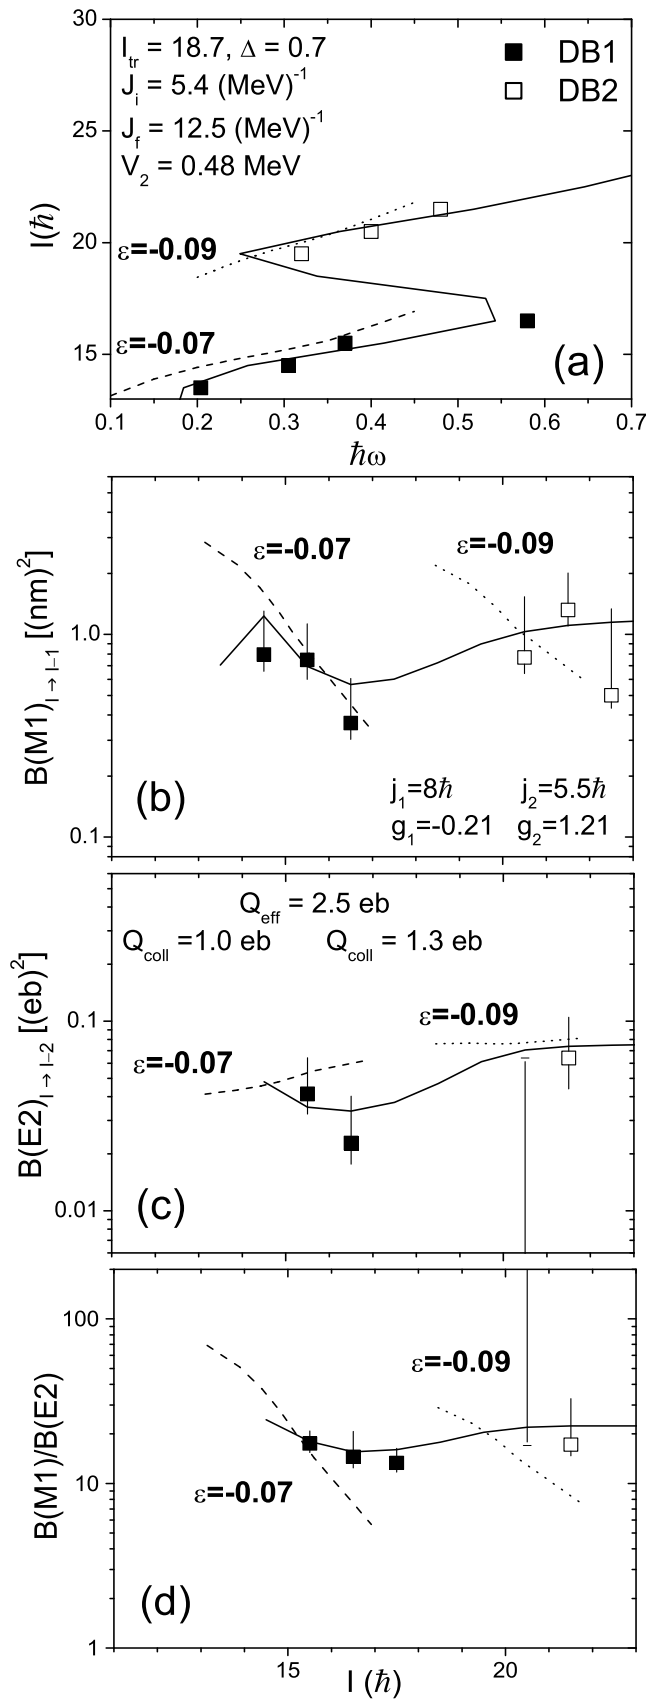 30
I_tr = 18.7, Δ = 0.7
DB1
J_i = 5.4 (MeV)^-1
DB2
25
J_f = 12.5 (MeV)^-1
V_2 = 0.48 MeV
I(ħ)
20
ε=-0.09
ε=-0.07
15
(a)
0.1 0.2 0.3 0.4 0.5 0.6 0.7
ħω
ε=-0.07
ε=-0.09
B(M1)_I→I−1 [(nm)^2]
1.0
(b)
j_1=8ħ
j_2=5.5ħ
g_1=-0.21
g_2=1.21
0.1
Q_eff = 2.5 eb
Q_coll =1.0 eb
Q_coll = 1.3 eb
B(E2)_I→I−2 [(eb)^2]
0.1
ε=-0.09
ε=-0.07
(c)
0.01
100
ε=-0.09
B(M1)/B(E2)
10
ε=-0.07
(d)
1
15 20
I (ħ)